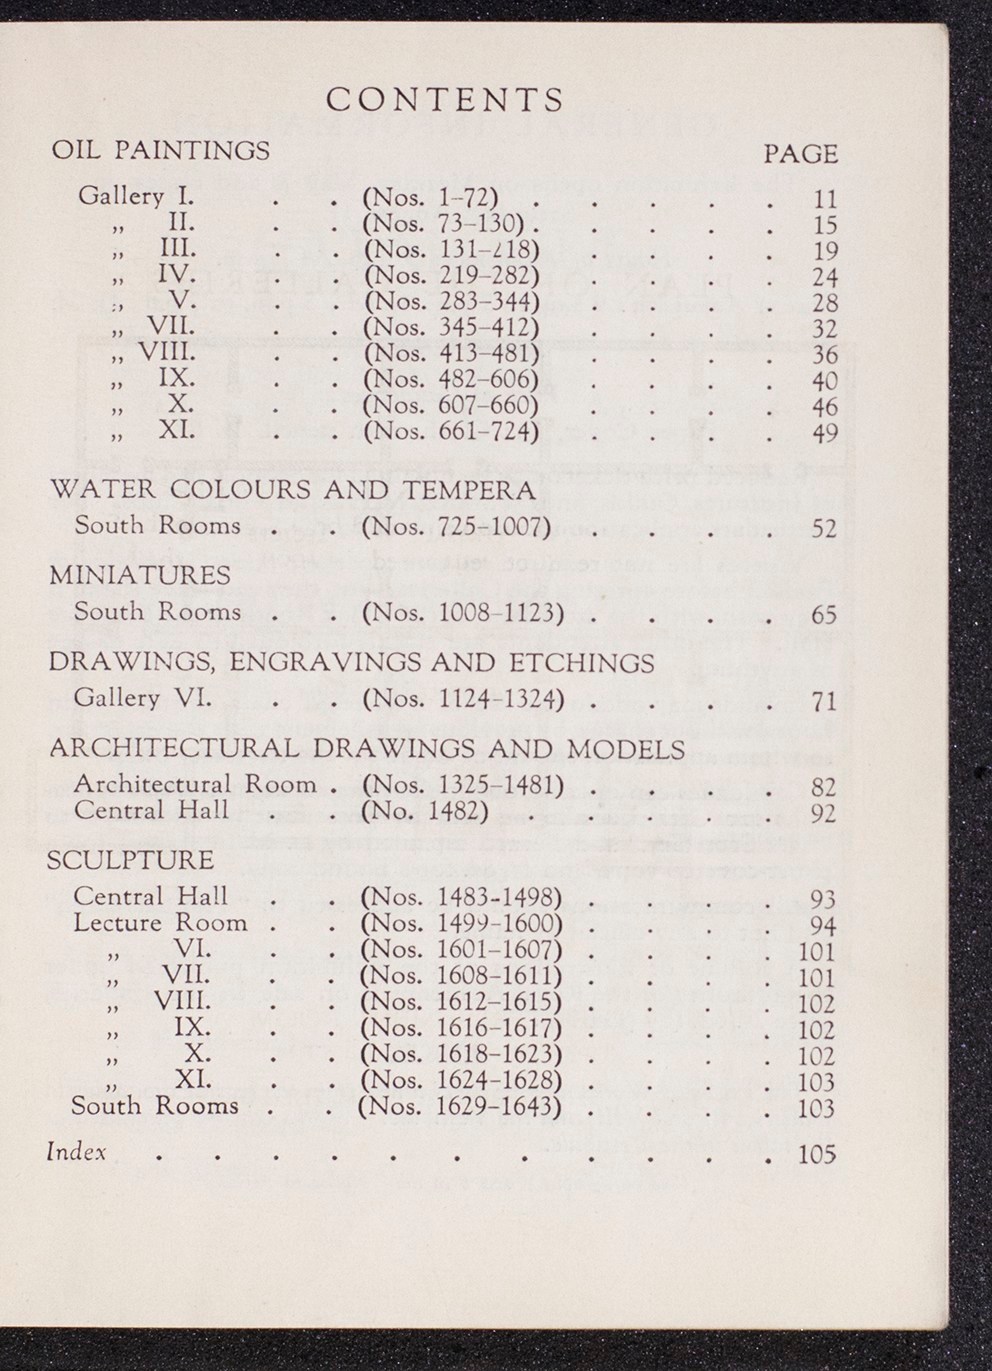 CONTENTS
OIL PAINTINGS PAGE
Gallery I. . . (Nos. 1–72) . . . . . 11
„ II. . . (Nos. 73–130) . . . . . 15
„ III. . . (Nos. 131–218) . . . . 19
„ IV. . . (Nos. 219–282) . . . . 24
„ V. . . (Nos. 283–344) . . . . 28
„ VII. . . (Nos. 345–412) . . . . 32
„ VIII. . . (Nos. 413–481) . . . . 36
„ IX. . . (Nos. 482–606) . . . . 40
„ X. . . (Nos. 607–660) . . . . 46
„ XI. . . (Nos. 661–724) . . . . 49
WATER COLOURS AND TEMPERA
South Rooms . . (Nos. 725–1007) . . . . 52
MINIATURES
South Rooms . . (Nos. 1008–1123) . . . . 65
DRAWINGS, ENGRAVINGS AND ETCHINGS
Gallery VI. . . (Nos. 1124–1324) . . . . 71
ARCHITECTURAL DRAWINGS AND MODELS
Architectural Room . (Nos. 1325–1481) . . . . 82
Central Hall . . (No. 1482) . . . . . 92
SCULPTURE
Central Hall . . (Nos. 1483-1498) . . . . 93
Lecture Room . . (Nos. 1499–1600) . . . . 94
„ VI. . . (Nos. 1601–1607) . . . . 101
„ VII. . . (Nos. 1608–1611) . . . . 101
„ VIII. . . (Nos. 1612–1615) . . . . 102
„ IX. . . (Nos. 1616–1617) . . . . 102
„ X. . . (Nos. 1618–1623) . . . . 102
„ XI. . . (Nos. 1624–1628) . . . . 103
South Rooms . . (Nos. 1629–1643) . . . . 103
Index . . . . . . . . . . . 105